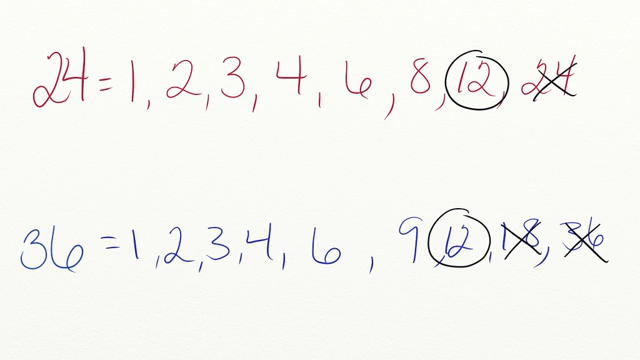 24 = 1, 2, 3, 4, 6, 8, 12, 24
36 = 1, 2, 3, 4, 6, 9, 12, 18, 36